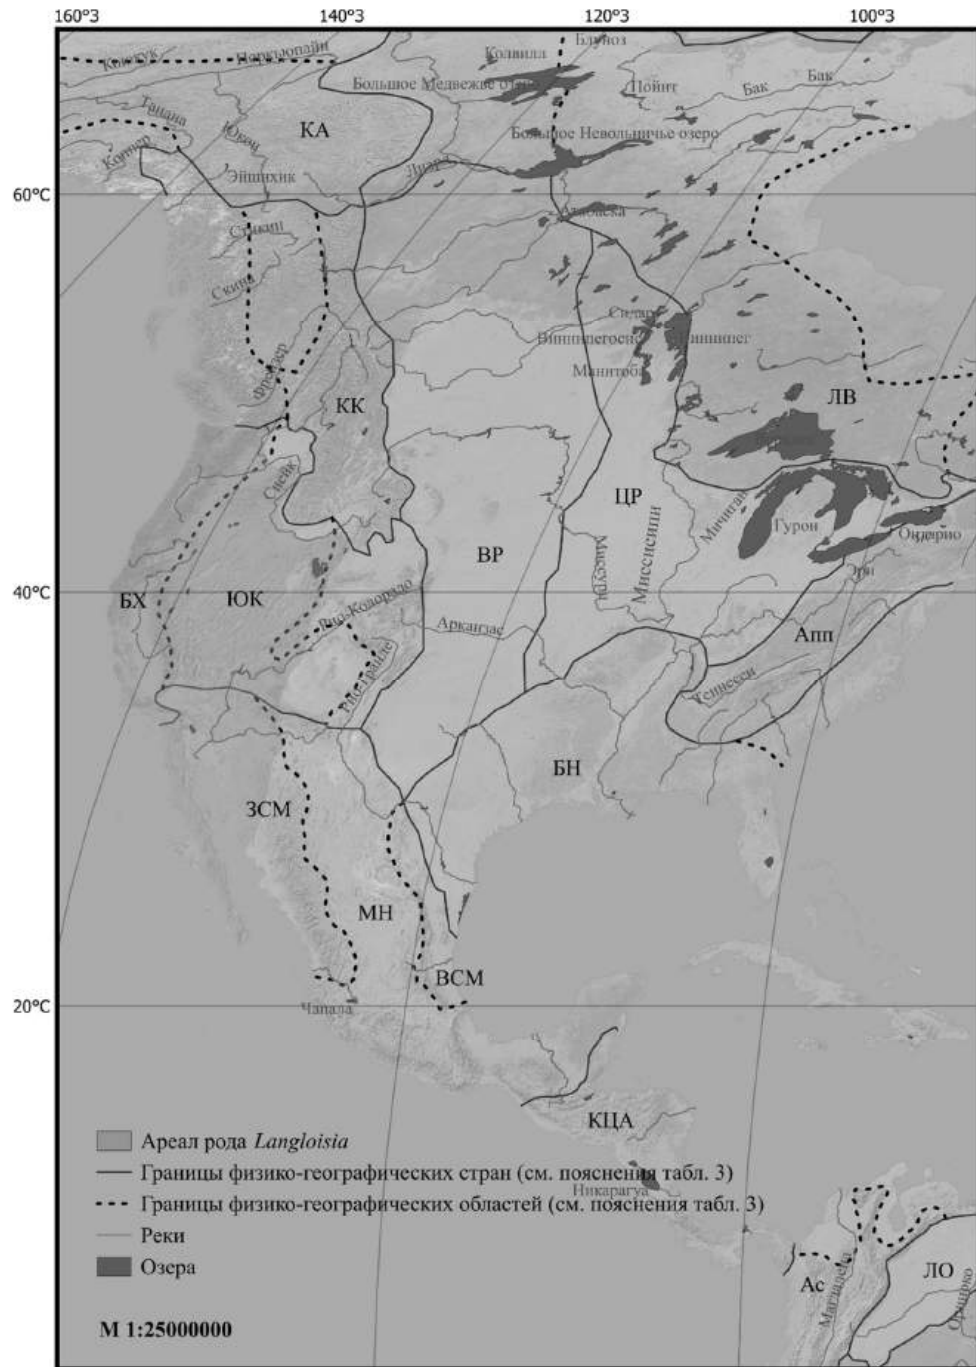 160°З 140°З 120°З 100°З
Блуноз
Колвилл
Поркьюпайн
Коюкук
Большое Медвежье озеро
Пойнт
Бак
Бак
Танана
КА
Юкон
Большое Невольничье озеро
Коппер
Лиард
Эйшихик
60°С
Атабаска
Стикин
Скина
Сидар
Виннипегосис
Виннипег
Манитоба
Фрейзер
КК
ЛВ
Верхнее
Снейк
ЦР
Мичиган
Гурон
Онтарио
ВР
Миссури
Миссисипи
Эри
40°С
БХ
ЮК
Рио-Колорадо
Арканзас
Апп
Рио-Гранде
Теннесси
БН
ЗСМ
МН
ВСМ
20°С
Чапала
КЦА
Ареал рода Langloisia
Границы физико-географических стран (см. пояснения табл. 3)
Никарагуа
Границы физико-географических областей (см. пояснения табл. 3)
Реки
Озера
Ас
Магдалена
ЛО
Ориноко
М 1:25000000